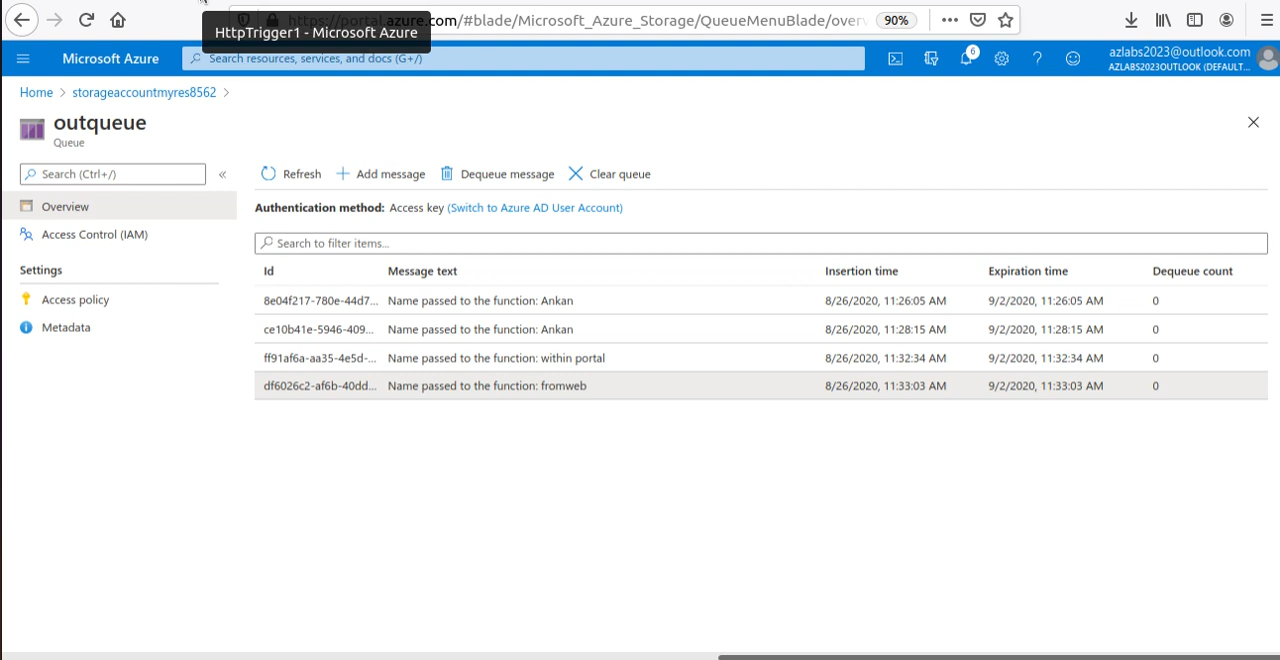 https://portal.azure.com/#blade/Microsoft_Azure_Storage/QueueMenuBlade/over
90%
HttpTrigger1 - Microsoft Azure
Microsoft Azure
Search resources, services, and docs (G+/)
6
azlabs2023@outlook.com
AZLABS2023OUTLOOK (DEFAULT...
Home > storageaccountmyres8562 >
outqueue
Queue
Search (Ctrl+/)
«
Overview
Access Control (IAM)
Settings
Access policy
Metadata
Refresh Add message Dequeue message Clear queue
Authentication method: Access key (Switch to Azure AD User Account)
Search to filter items...
Id Message text Insertion time Expiration time Dequeue count
8e04f217-780e-44d7... Name passed to the function: Ankan 8/26/2020, 11:26:05 AM 9/2/2020, 11:26:05 AM 0
ce10b41e-5946-409... Name passed to the function: Ankan 8/26/2020, 11:28:15 AM 9/2/2020, 11:28:15 AM 0
ff91af6a-aa35-4e5d-... Name passed to the function: within portal 8/26/2020, 11:32:34 AM 9/2/2020, 11:32:34 AM 0
df6026c2-af6b-40dd... Name passed to the function: fromweb 8/26/2020, 11:33:03 AM 9/2/2020, 11:33:03 AM 0